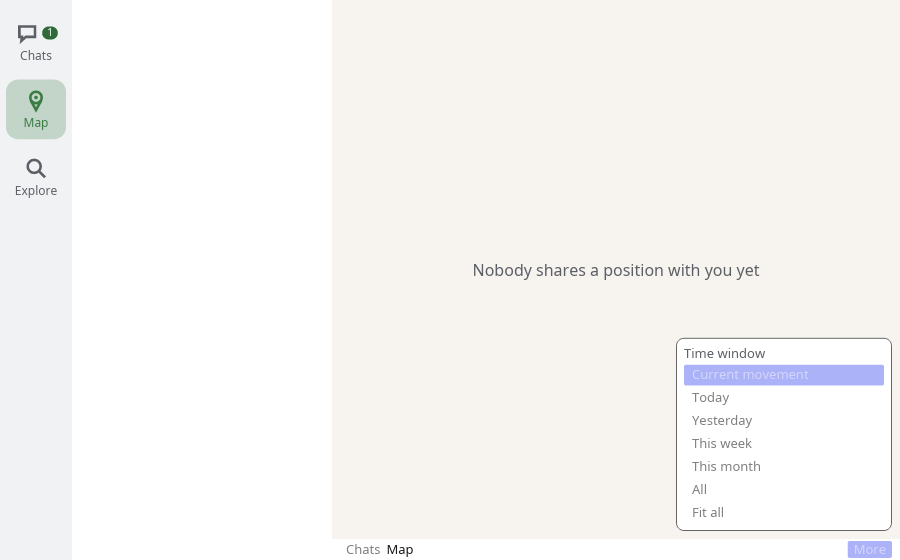 1
Chats
Map
Explore
Nobody shares a position with you yet
Time window
Current movement
Today
Yesterday
This week
This month
All
Fit all
Chats Map More